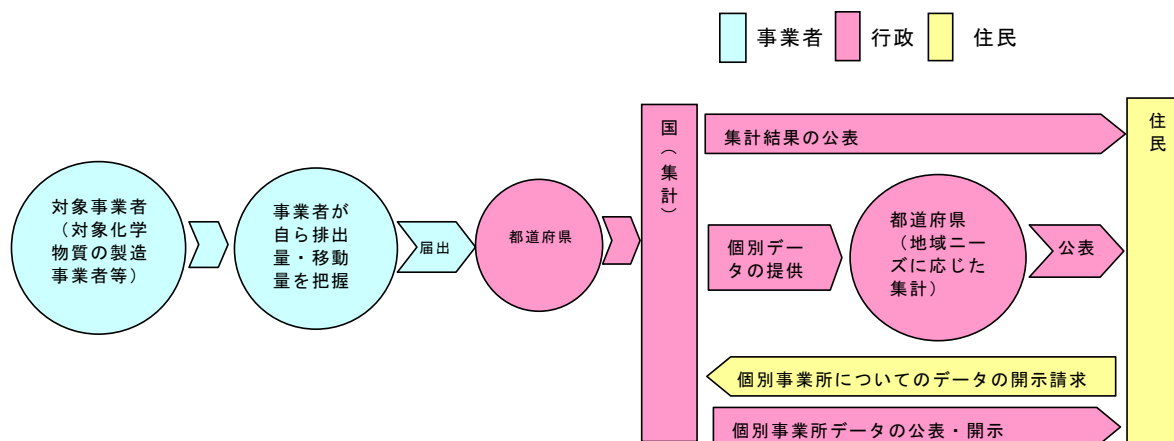 事業者 行政 住民
対象事業者
(対象化学
物質の製造
事業者等)
事業者が
自ら排出
量・移動
量を把握
届出
都道府県
国(集計)
集計結果の公表
個別デー
タの提供
都道府県
(地域ニー
ズに応じた
集計)
公表
個別事業所についてのデータの開示請求
個別事業所データの公表・開示
住民